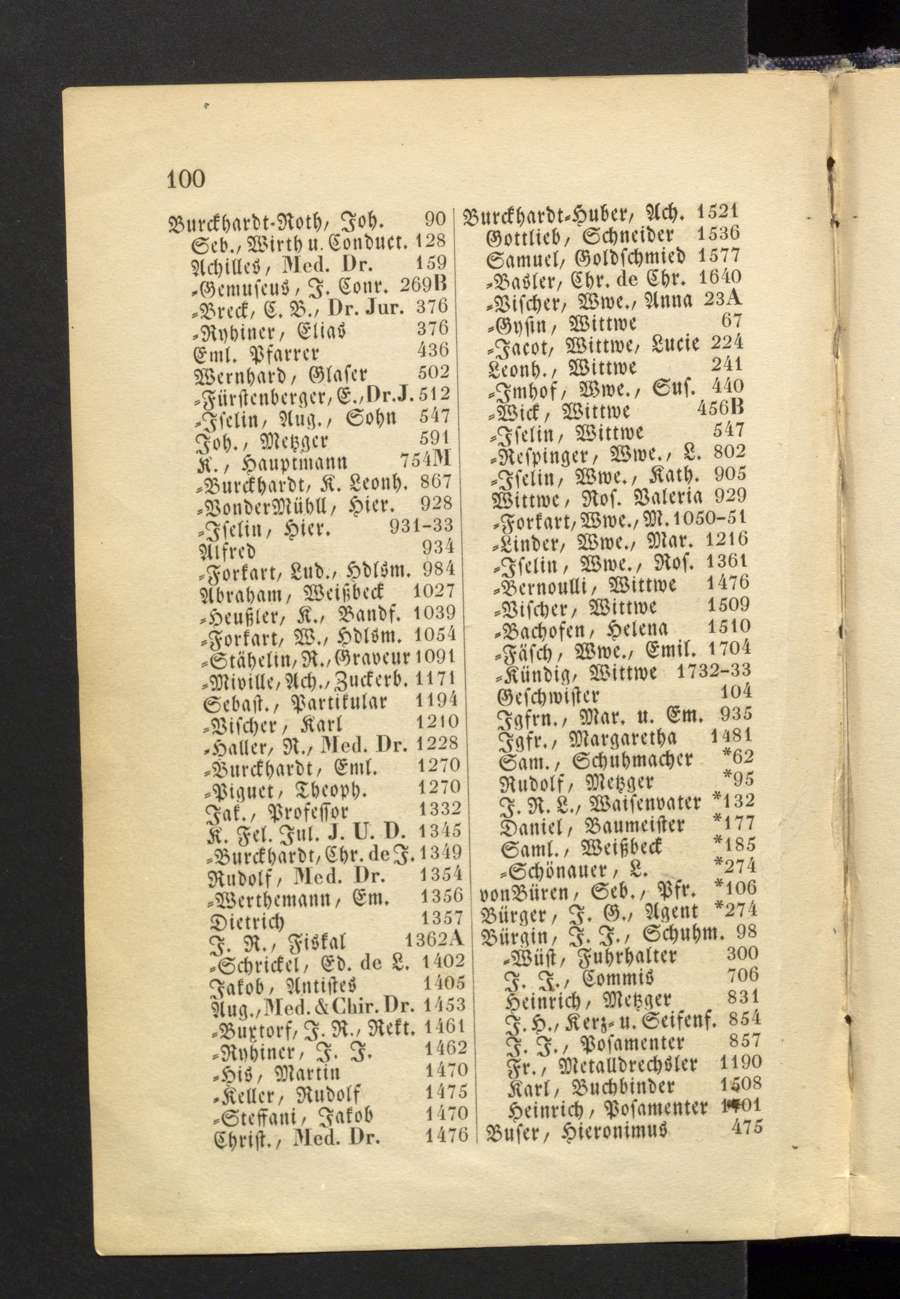 100
Burckhardt-Roth, Joh. 90
Seb., Wirth u. Conduct. 128
Achilles, Med. Dr. 159
-Gemuseus, J. Conr. 269B
-Breck, C. B., Dr. Jur. 376
-Ryhiner, Elias 376
Eml. Pfarrer 436
Wernhard, Glaser 502
-Fürstenberger, E., Dr. J. 512
-Iselin, Aug., Sohn 547
Joh., Metzger 591
K., Hauptmann 754M
-Burckhardt, K. Leonh. 867
-VonderMühll, Hier. 928
-Iselin, Hier. 931-33
Alfred 934
-Forkart, Lud., Hdlsm. 984
Abraham, Weißbeck 1027
-Heußler, K., Bandf. 1039
-Forkart, W., Hdlsm. 1054
-Stähelin, R., Graveur 1091
-Miville, Ach., Zuckerb. 1171
Sebast., Partikular 1194
-Vischer, Karl 1210
-Haller, R., Med. Dr. 1228
-Burckhardt, Eml. 1270
-Piguet, Theoph. 1270
Jak., Professor 1332
K. Fel. Jul. J. U. D. 1345
-Burckhardt, Chr. de J. 1349
Rudolf, Med. Dr. 1354
-Werthemann, Em. 1356
Dietrich 1357
J. R., Fiskal 1362A
-Schrickel, Ed. de L. 1402
Jakob, Antistes 1405
Aug., Med. & Chir. Dr. 1453
-Buxtorf, J. R., Rekt. 1461
-Ryhiner, J. J. 1462
-His, Martin 1470
-Keller, Rudolf 1475
-Steffani, Jakob 1470
Christ., Med. Dr. 1476
Burckhardt-Huber, Ach. 1521
Gottlieb, Schneider 1536
Samuel, Goldschmied 1577
-Basler, Chr. de Chr. 1640
-Vischer, Wwe., Anna 23A
-Gysin, Wittwe 67
-Jacot, Wittwe, Lucie 224
Leonh., Wittwe 241
-Imhof, Wwe., Sus. 440
-Wick, Wittwe 456B
-Iselin, Wittwe 547
-Respinger, Wwe., L. 802
-Iselin, Wwe., Kath. 905
Wittwe, Ros. Valeria 929
-Forkart, Wwe., M. 1050-51
-Linder, Wwe., Mar. 1216
-Iselin, Wwe., Ros. 1361
-Bernoulli, Wittwe 1476
-Vischer, Wittwe 1509
-Bachofen, Helena 1510
-Fäsch, Wwe., Emil. 1704
-Kündig, Wittwe 1732-33
Geschwister 104
Jgfrn., Mar. u. Em. 935
Jgfr., Margaretha 1481
Sam., Schuhmacher *62
Rudolf, Metzger *95
J. R. L., Waisenvater *132
Daniel, Baumeister *177
Saml., Weißbeck *185
-Schönauer, L. *274
vonBüren, Seb., Pfr. *106
Bürger, J. G., Agent *274
Bürgin, J. J., Schuhm. 98
-Wüst, Fuhrhalter 300
J. J., Commis 706
Heinrich, Metzger 831
J. H., Kerz- u. Seifenf. 854
J. J., Posamenter 857
Fr., Metalldrechsler 1190
Karl, Buchbinder 1508
Heinrich, Posamenter
Buser, Hieronimus 475